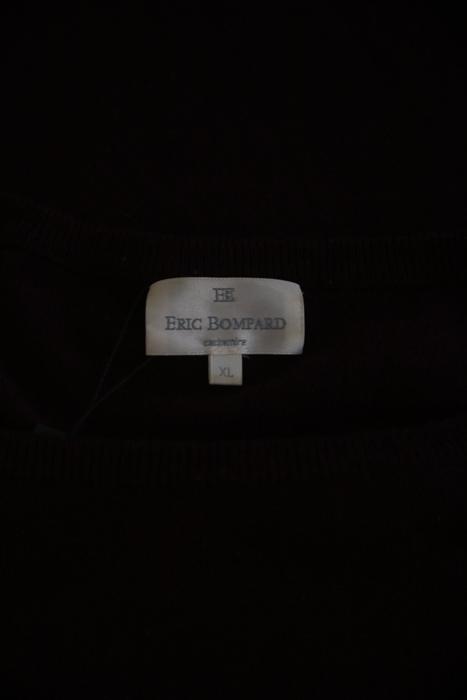 EB
ERIC BOMPARD
cachemire
XL